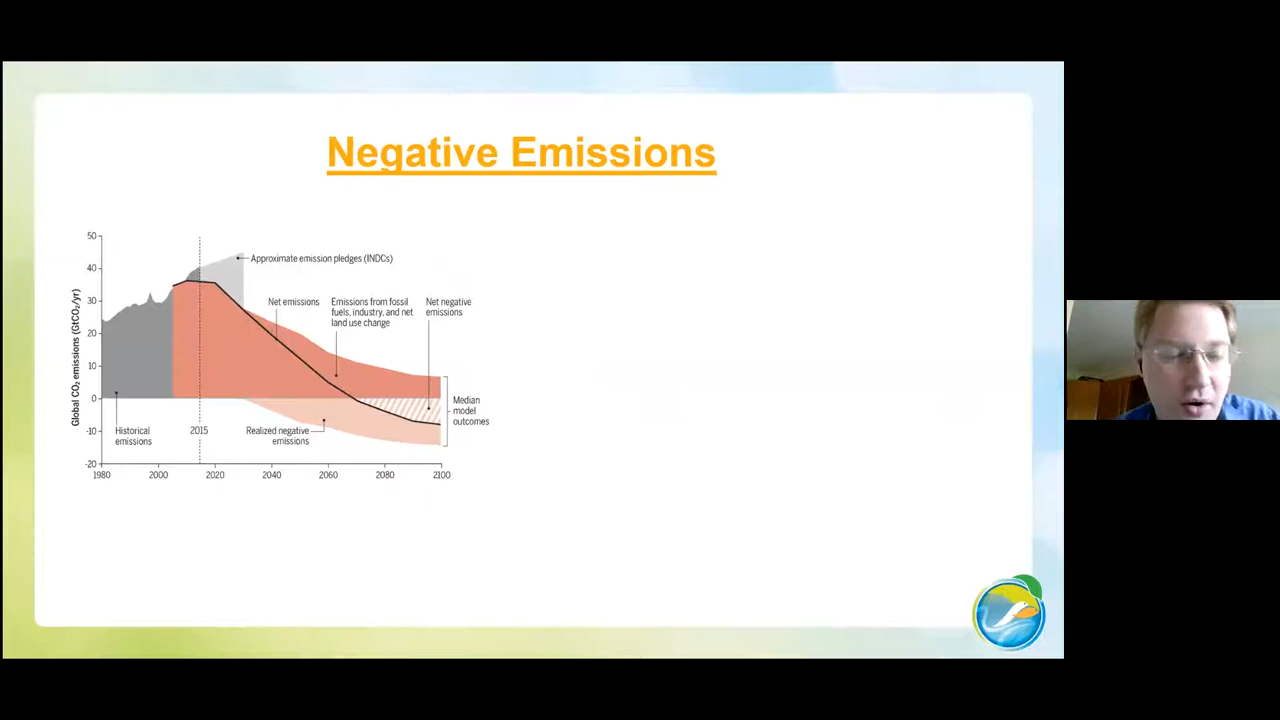 Negative Emissions
50
40
30
20
10
0
-10
-20
Global CO₂ emissions (GtCO₂/yr)
Approximate emission pledges (INDCs)
Net emissions
Emissions from fossil
fuels, industry, and net
land use change
Net negative
emissions
Median
model
outcomes
Historical
emissions
2015
Realized negative
emissions
1980
2000
2020
2040
2060
2080
2100